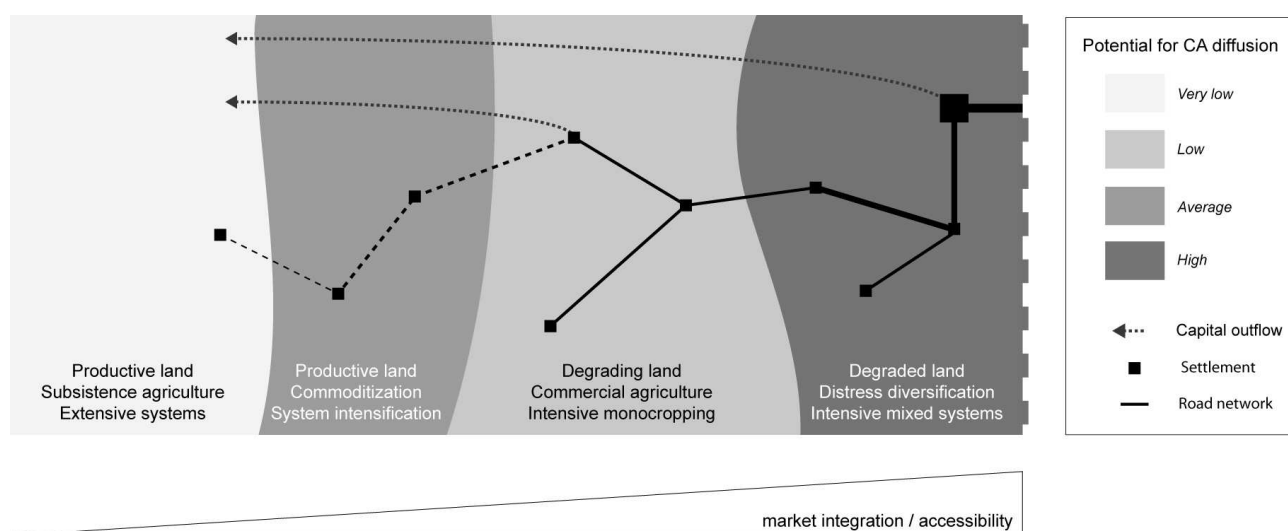 Productive land
Subsistence agriculture
Extensive systems
Productive land
Commoditization
System intensification
Degrading land
Commercial agriculture
Intensive monocropping
Degraded land
Distress diversification
Intensive mixed systems
market integration / accessibility
Potential for CA diffusion
Very low
Low
Average
High
Capital outflow
Settlement
Road network